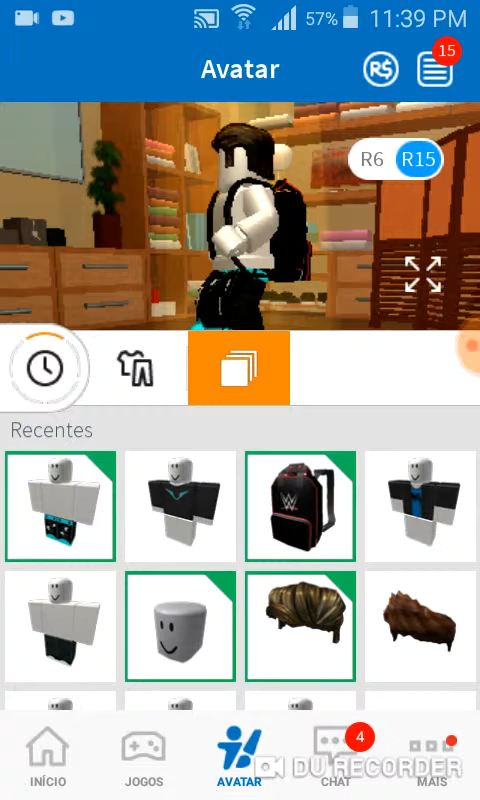 57% 11:39 PM
Avatar
R$
15
R6 R15
Recentes
W
INÍCIO
JOGOS
AVATAR
4
CHAT
MAIS
DU RECORDER